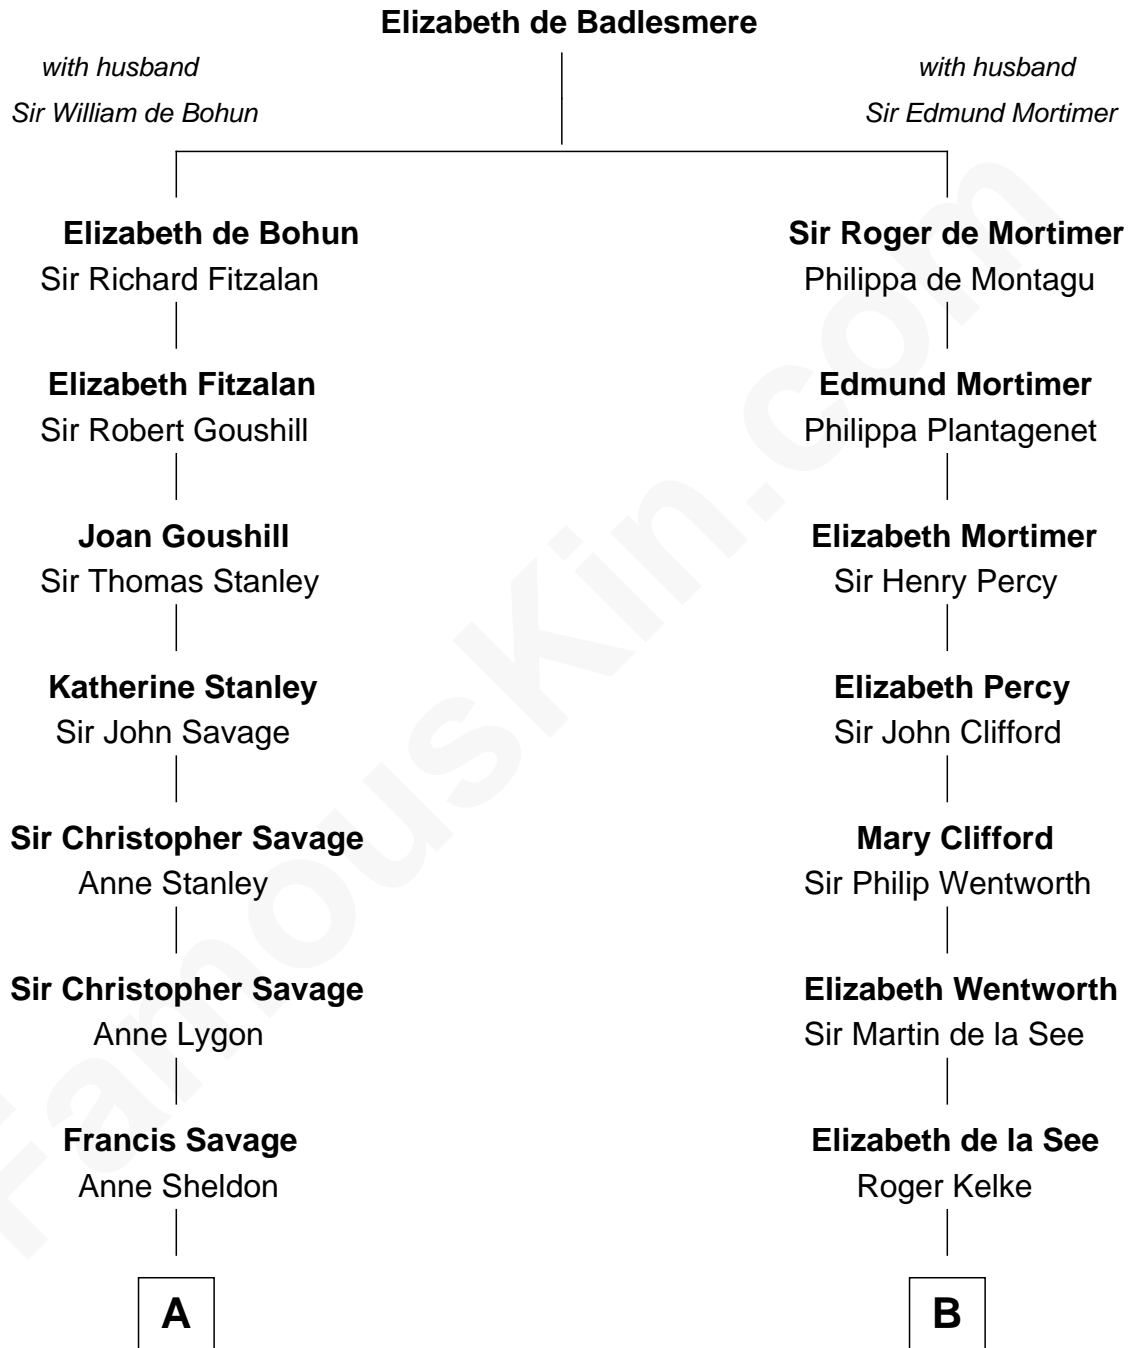 Elizabeth de Badlesmere
with husband
Sir William de Bohun
with husband
Sir Edmund Mortimer
Elizabeth de Bohun
Sir Richard Fitzalan
Sir Roger de Mortimer
Philippa de Montagu
Elizabeth Fitzalan
Sir Robert Goushill
Edmund Mortimer
Philippa Plantagenet
Joan Goushill
Sir Thomas Stanley
Elizabeth Mortimer
Sir Henry Percy
Katherine Stanley
Sir John Savage
Elizabeth Percy
Sir John Clifford
Sir Christopher Savage
Anne Stanley
Mary Clifford
Sir Philip Wentworth
Sir Christopher Savage
Anne Lygon
Elizabeth Wentworth
Sir Martin de la See
Francis Savage
Anne Sheldon
Elizabeth de la See
Roger Kelke
A
B
FamousKin.com